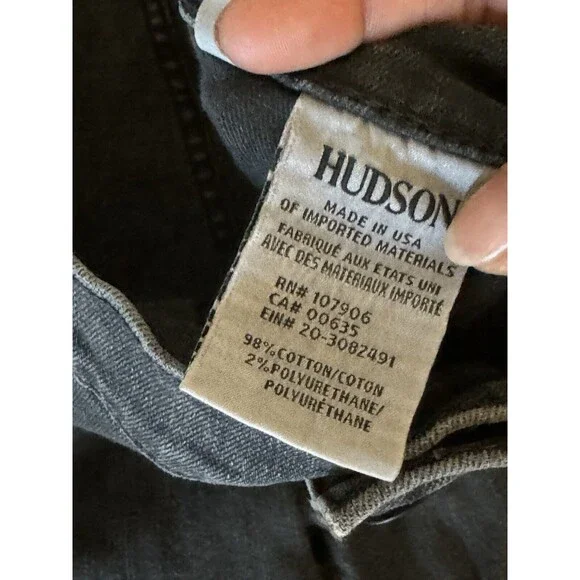 HUDSON
MADE IN USA
OF IMPORTED MATERIALS
FABRIQUÉ AUX ETATS UNI
AVEC DES MATERIAUX IMPORTÉ
RN# 107906
CA# 00635
EIN# 20-3082491
98% COTTON/COTON
2% POLYURETHANE/
POLYURÉTHANE